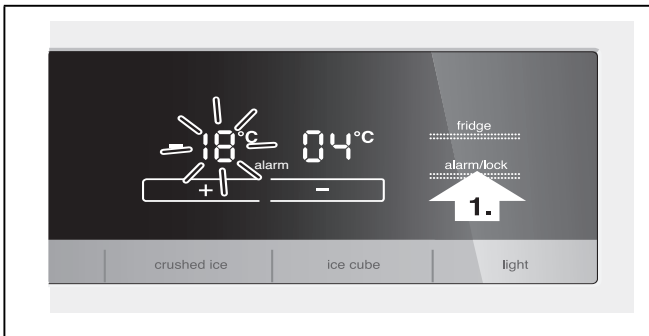 -18°C 04°C
alarm
+ -
fridge
alarm/lock
1.
crushed ice ice cube light